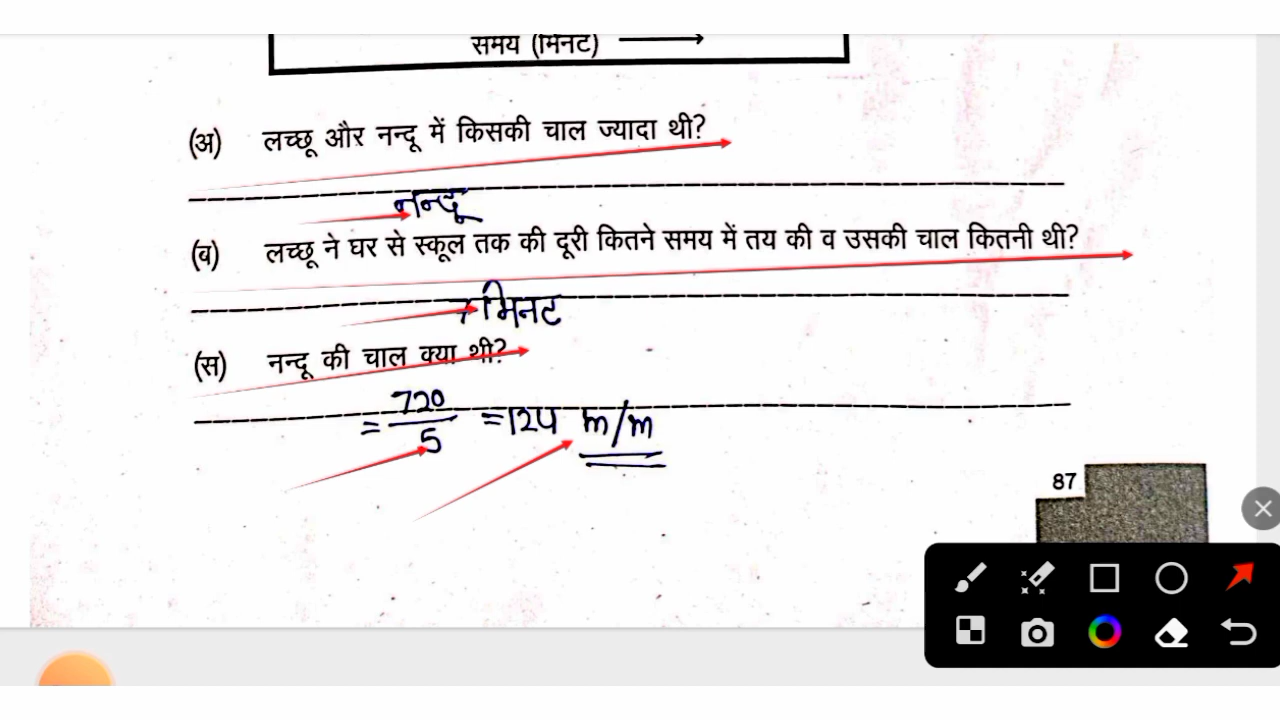 समय (मिनट)
(अ) लच्छू और नन्दू में किसकी चाल ज्यादा थी?
नन्दू
(ब) लच्छू ने घर से स्कूल तक की दूरी कितने समय में तय की व उसकी चाल कितनी थी?
7 मिनट
(स) नन्दू की चाल क्या थी?
= 720/5 = 124 m/m
87